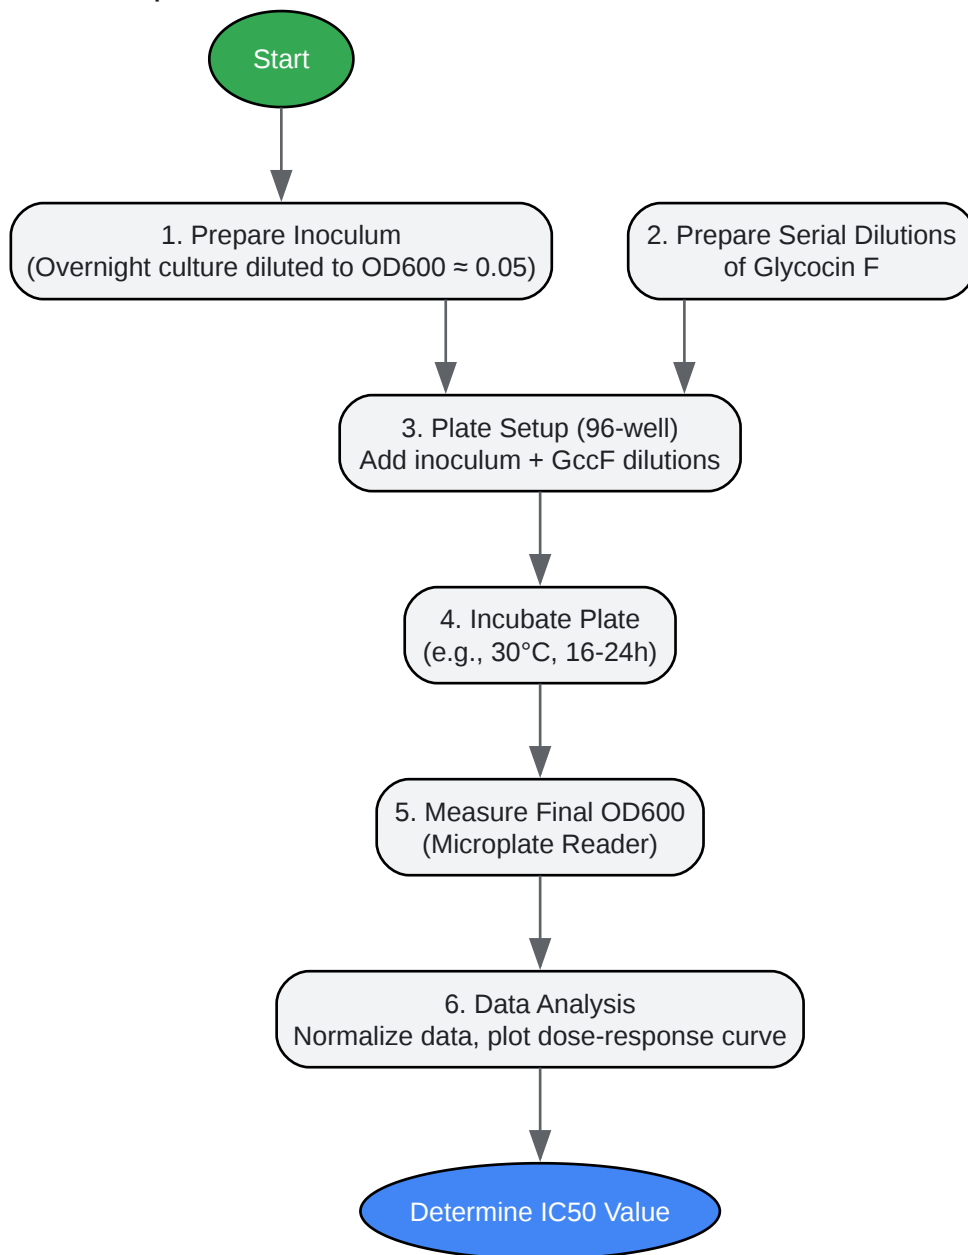 Start
1. Prepare Inoculum
(Overnight culture diluted to OD600 ≈ 0.05)
2. Prepare Serial Dilutions
of Glycocin F
3. Plate Setup (96-well)
Add inoculum + GccF dilutions
4. Incubate Plate
(e.g., 30°C, 16-24h)
5. Measure Final OD600
(Microplate Reader)
6. Data Analysis
Normalize data, plot dose-response curve
Determine IC50 Value